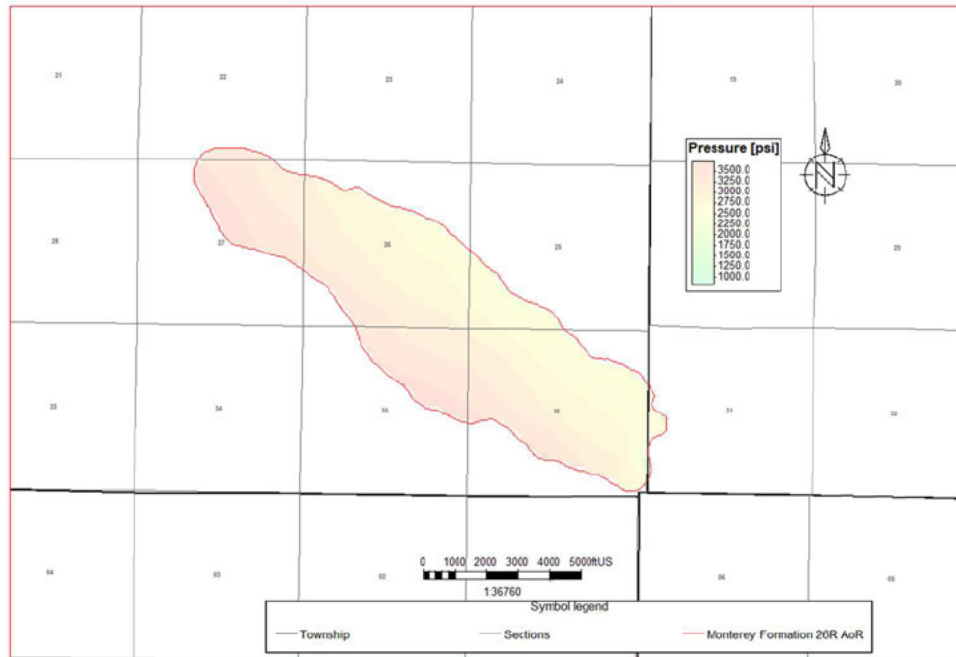 21 22 23 24 19 20
Pressure [psi]
3500.0
3250.0
3000.0
2750.0
2500.0
2250.0
2000.0
1750.0
1500.0
1250.0
1000.0
N
28 27 26 25 29
33 34 35 36 31 32
0 1000 2000 3000 4000 5000ftUS
1:36760
04 03 02 06 05
Symbol legend
Township Sections Monterey Formation 26R AoR